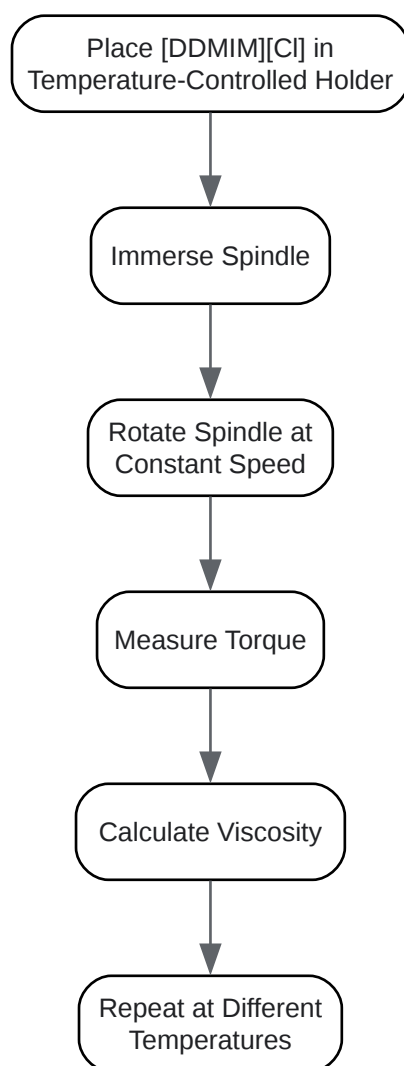 Place [DDMIM][Cl] in
Temperature-Controlled Holder
Immerse Spindle
Rotate Spindle at
Constant Speed
Measure Torque
Calculate Viscosity
Repeat at Different
Temperatures